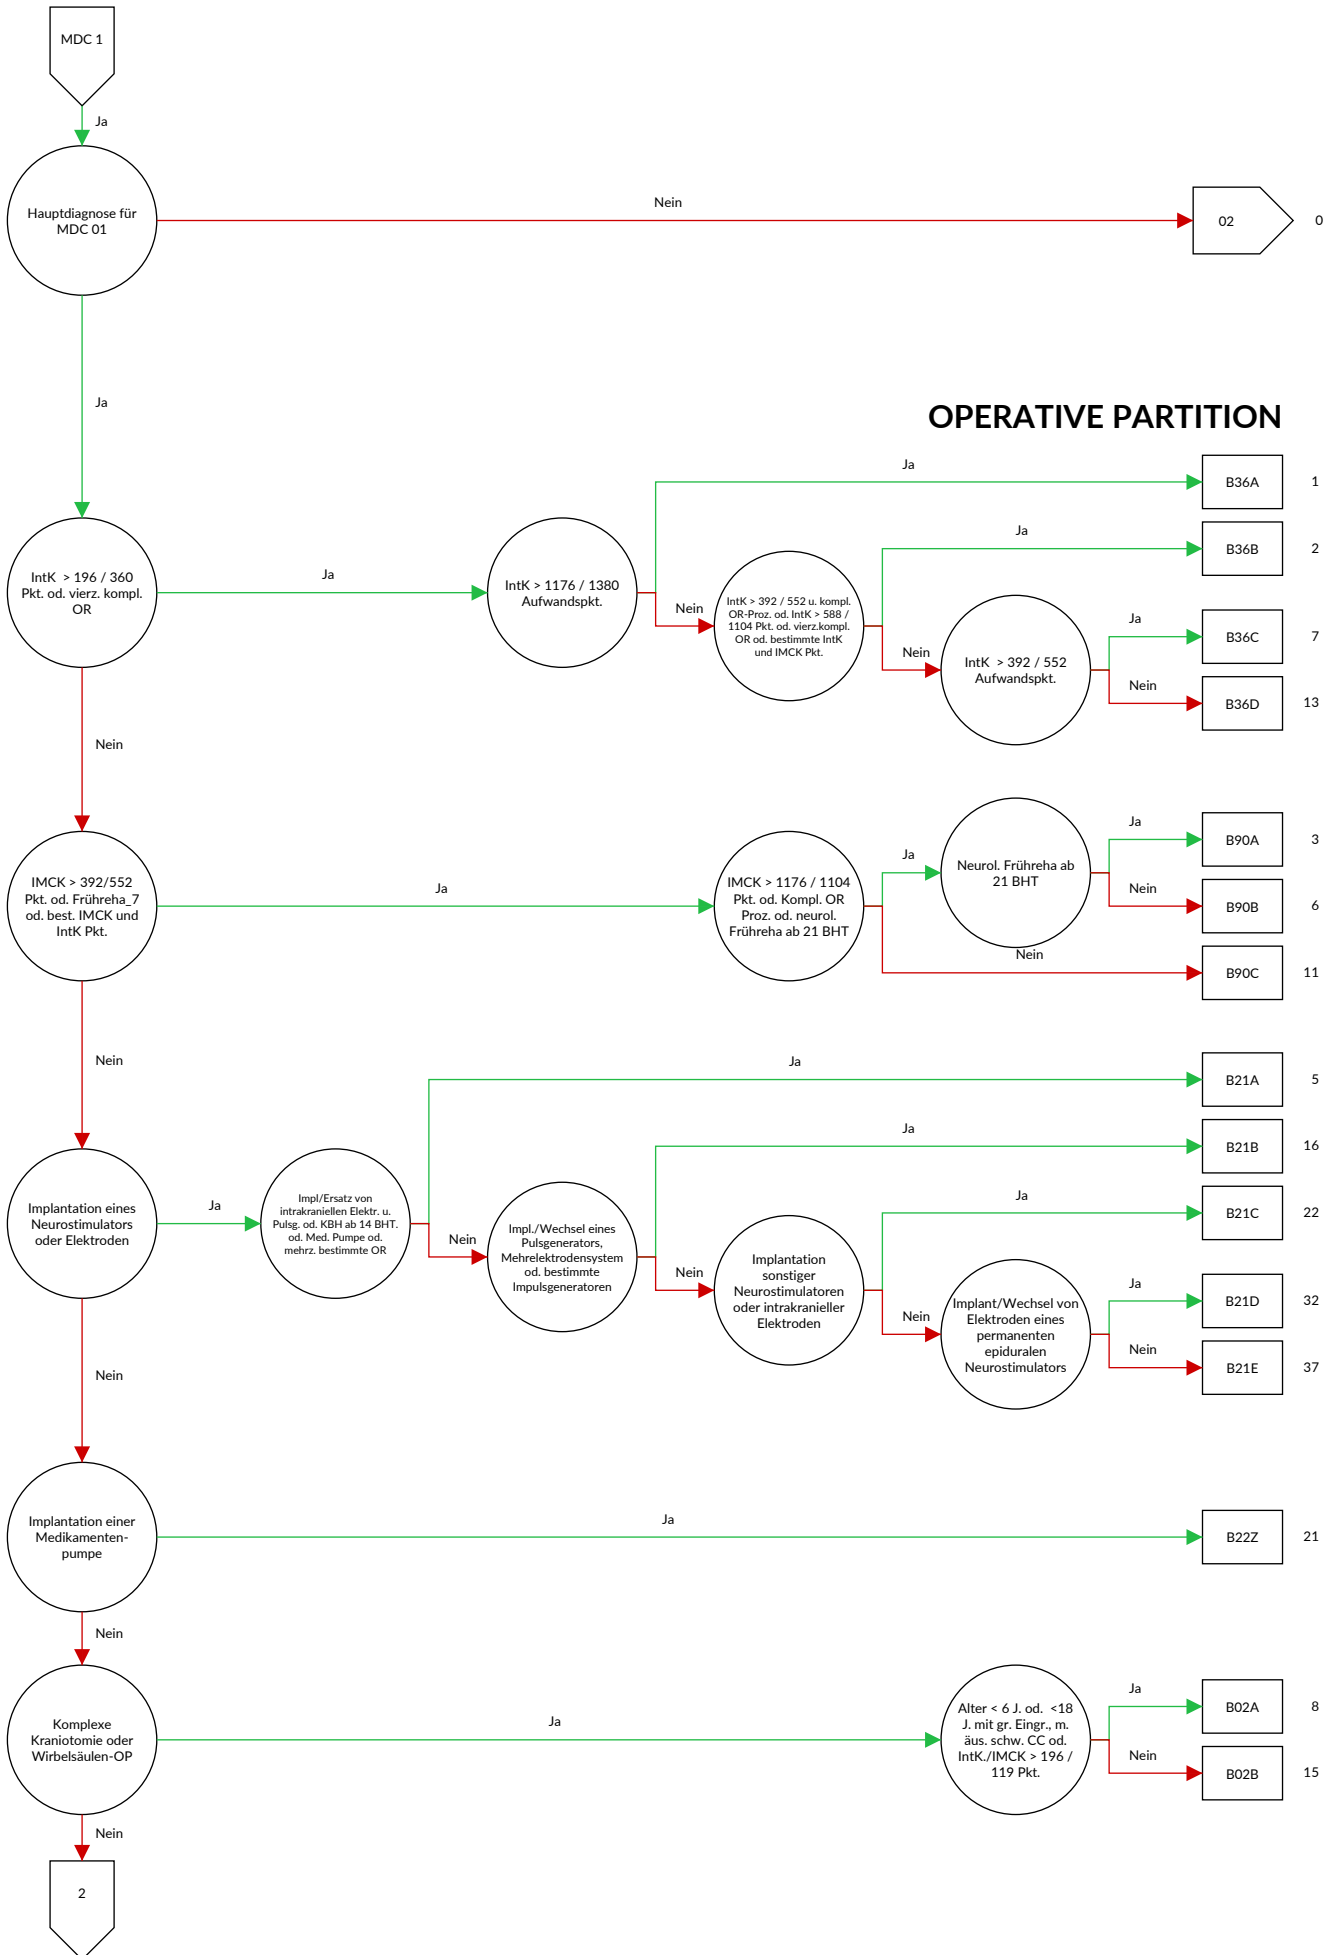 MDC 1
Ja
Hauptdiagnose für
MDC 01
Nein
02
0
Ja
OPERATIVE PARTITION
IntK > 196 / 360
Pkt. od. vierz. kompl.
OR
Ja
IntK > 1176 / 1380
Aufwandspkt.
Ja
B36A
1
Nein
IntK > 392 / 552 u. kompl.
OR-Proz. od. IntK > 588 /
1104 Pkt. od. vierz.kompl.
OR od. bestimmte IntK
und IMCK Pkt.
Ja
B36B
2
Nein
IntK > 392 / 552
Aufwandspkt.
Ja
B36C
7
Nein
B36D
13
Nein
IMCK > 392/552
Pkt. od. Frühreha_7
od. best. IMCK und
IntK Pkt.
Ja
IMCK > 1176 / 1104
Pkt. od. Kompl. OR
Proz. od. neurol.
Frühreha ab 21 BHT
Ja
Neurol. Frühreha ab
21 BHT
Ja
B90A
3
Nein
B90B
6
Nein
B90C
11
Nein
Implantation eines
Neurostimulators
oder Elektroden
Ja
Impl/Ersatz von
intrakraniellen Elektr. u.
Pulsg. od. KBH ab 14 BHT.
od. Med. Pumpe od.
mehrz. bestimmte OR
Ja
B21A
5
Nein
Impl./Wechsel eines
Pulsgenerators,
Mehrelektrodensystem
od. bestimmte
Impulsgeneratoren
Ja
B21B
16
Nein
Implantation
sonstiger
Neurostimulatoren
oder intrakranieller
Elektroden
Ja
B21C
22
Nein
Implant/Wechsel von
Elektroden eines
permanenten
epiduralen
Neurostimulators
Ja
B21D
32
Nein
B21E
37
Nein
Implantation einer
Medikamenten-
pumpe
Ja
B22Z
21
Nein
Komplexe
Kraniotomie oder
Wirbelsäulen-OP
Ja
Alter < 6 J. od. <18
J. mit gr. Eingr., m.
äus. schw. CC od.
IntK./IMCK > 196 /
119 Pkt.
Ja
B02A
8
Nein
B02B
15
Nein
2